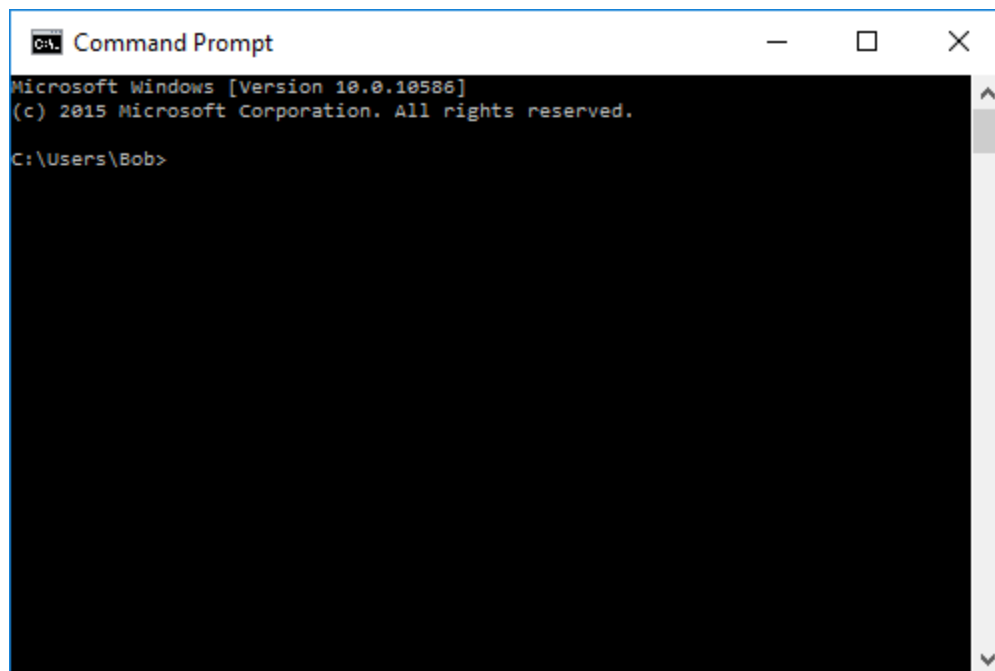 C:\. Command Prompt
Microsoft Windows [Version 10.0.10586]
(c) 2015 Microsoft Corporation. All rights reserved.
C:\Users\Bob>